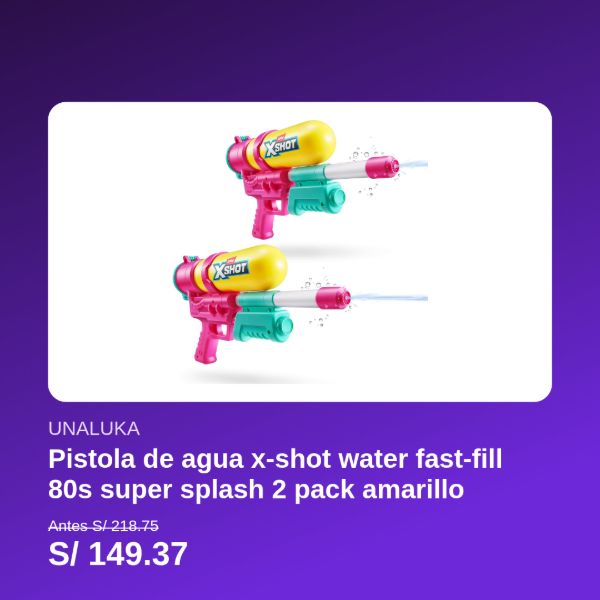 XSHOT
XSHOT
UNALUKA
Pistola de agua x-shot water fast-fill
80s super splash 2 pack amarillo
Antes S/ 218.75
S/ 149.37